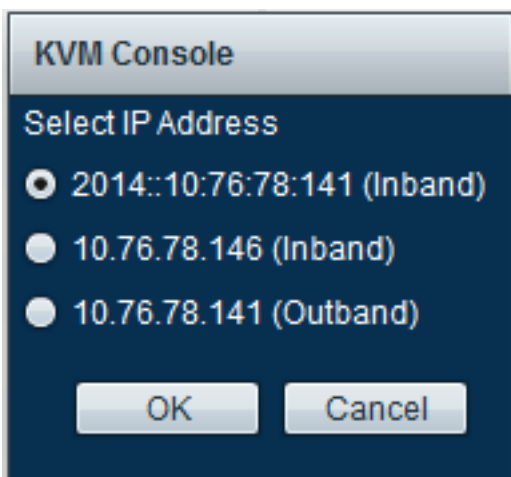 KVM Console
Select IP Address
2014::10:76:78:141 (Inband)
10.76.78.146 (Inband)
10.76.78.141 (Outband)
OK Cancel